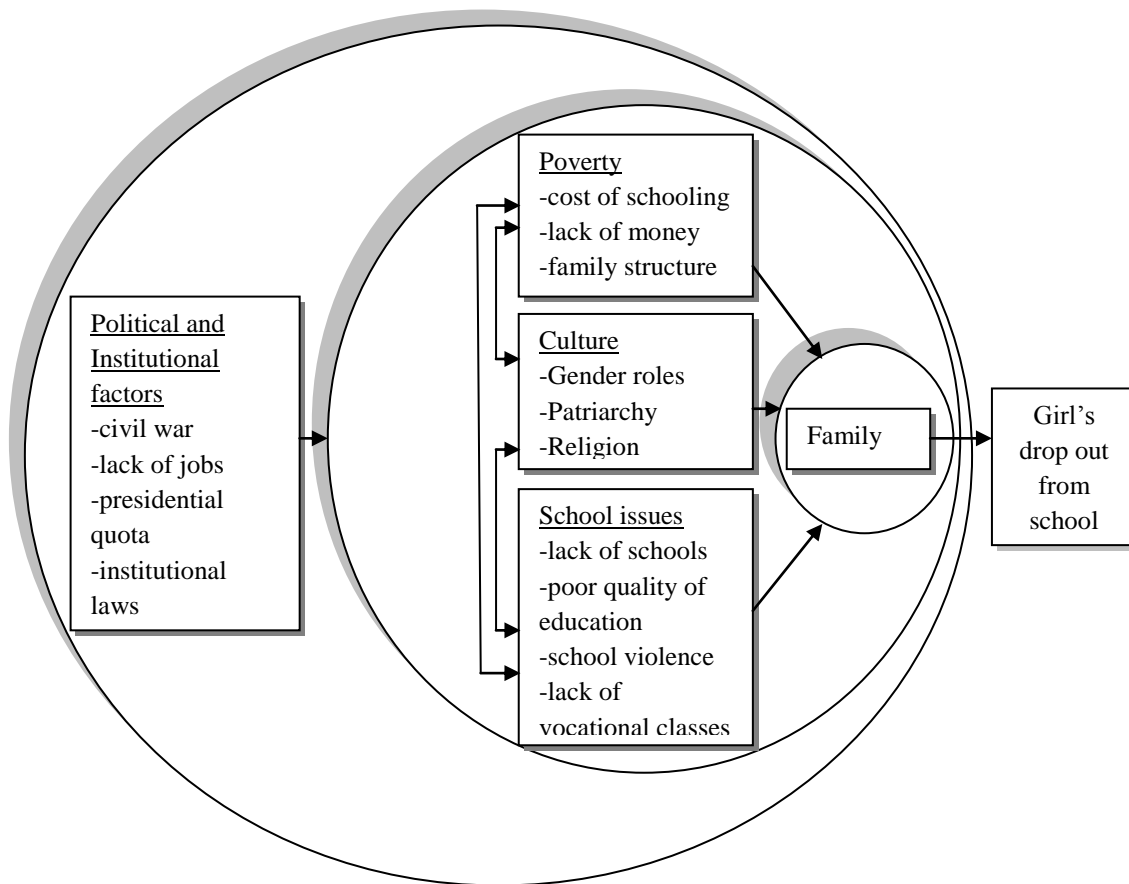 Political and
Institutional
factors
-civil war
-lack of jobs
-presidential
quota
-institutional
laws
Poverty
-cost of schooling
-lack of money
-family structure
Culture
-Gender roles
-Patriarchy
-Religion
School issues
-lack of schools
-poor quality of
education
-school violence
-lack of
vocational classes
Family
Girl’s
drop out
from
school